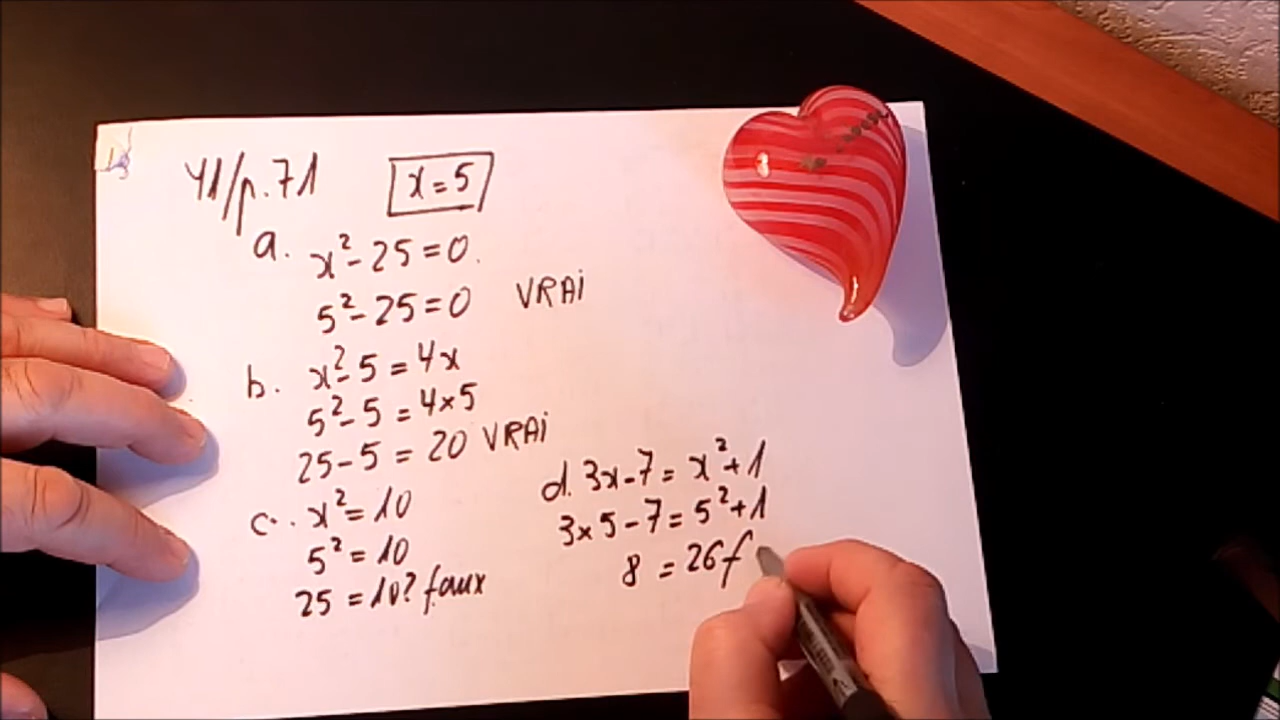 41/p.71
x = 5
a. x² - 25 = 0.
5² - 25 = 0 VRAi
b. x² - 5 = 4x
5² - 5 = 4×5
25 - 5 = 20 VRAi
c. x² = 10
5² = 10
25 = 10? faux
d. 3x - 7 = x² + 1
3×5 - 7 = 5² + 1
8 = 26 f